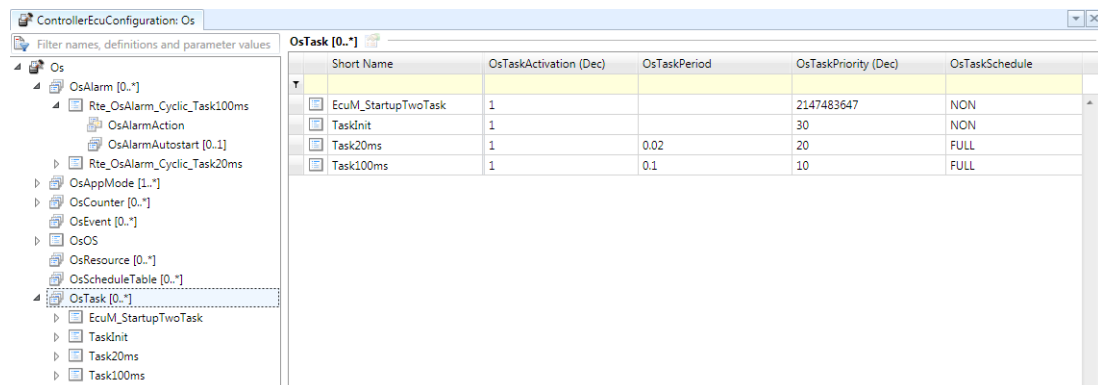 ControllerEcuConfiguration: Os
Filter names, definitions and parameter values
OsTask [0..*]
Short Name OsTaskActivation (Dec) OsTaskPeriod OsTaskPriority (Dec) OsTaskSchedule
EcuM_StartupTwoTask 1 2147483647 NON
TaskInit 1 30 NON
Task20ms 1 0.02 20 FULL
Task100ms 1 0.1 10 FULL
Os
OsAlarm [0..*]
Rte_OsAlarm_Cyclic_Task100ms
OsAlarmAction
OsAlarmAutostart [0..1]
Rte_OsAlarm_Cyclic_Task20ms
OsAppMode [1..*]
OsCounter [0..*]
OsEvent [0..*]
OsOS
OsResource [0..*]
OsScheduleTable [0..*]
OsTask [0..*]
EcuM_StartupTwoTask
TaskInit
Task20ms
Task100ms